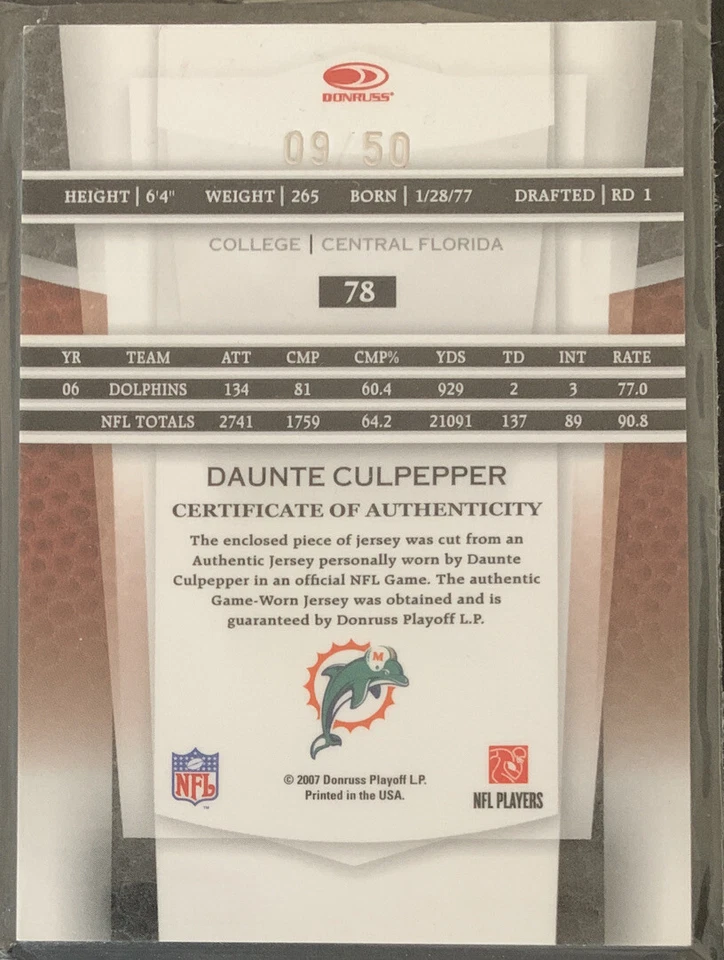 DONRUSS
09/50
HEIGHT | 6'4" WEIGHT | 265 BORN | 1/28/77 DRAFTED | RD 1
COLLEGE | CENTRAL FLORIDA
78
YR TEAM ATT CMP CMP% YDS TD INT RATE
06 DOLPHINS 134 81 60.4 929 2 3 77.0
NFL TOTALS 2741 1759 64.2 21091 137 89 90.8
DAUNTE CULPEPPER
CERTIFICATE OF AUTHENTICITY
The enclosed piece of jersey was cut from an
Authentic Jersey personally worn by Daunte
Culpepper in an official NFL Game. The authentic
Game-Worn Jersey was obtained and is
guaranteed by Donruss Playoff L.P.
M
NFL
© 2007 Donruss Playoff L.P.
Printed in the USA.
NFL PLAYERS